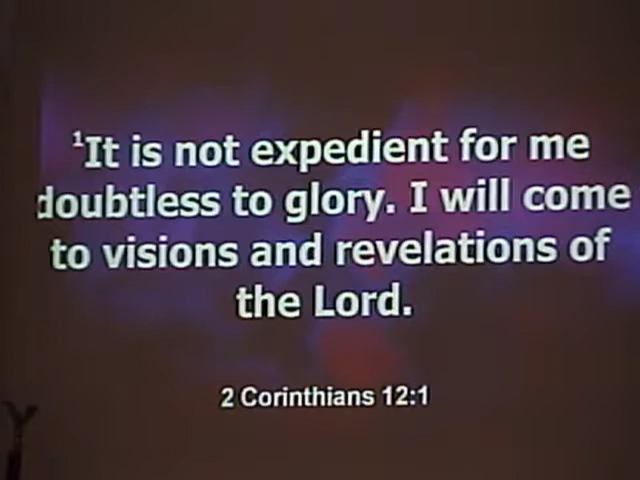 ¹It is not expedient for me
doubtless to glory. I will come
to visions and revelations of
the Lord.
2 Corinthians 12:1